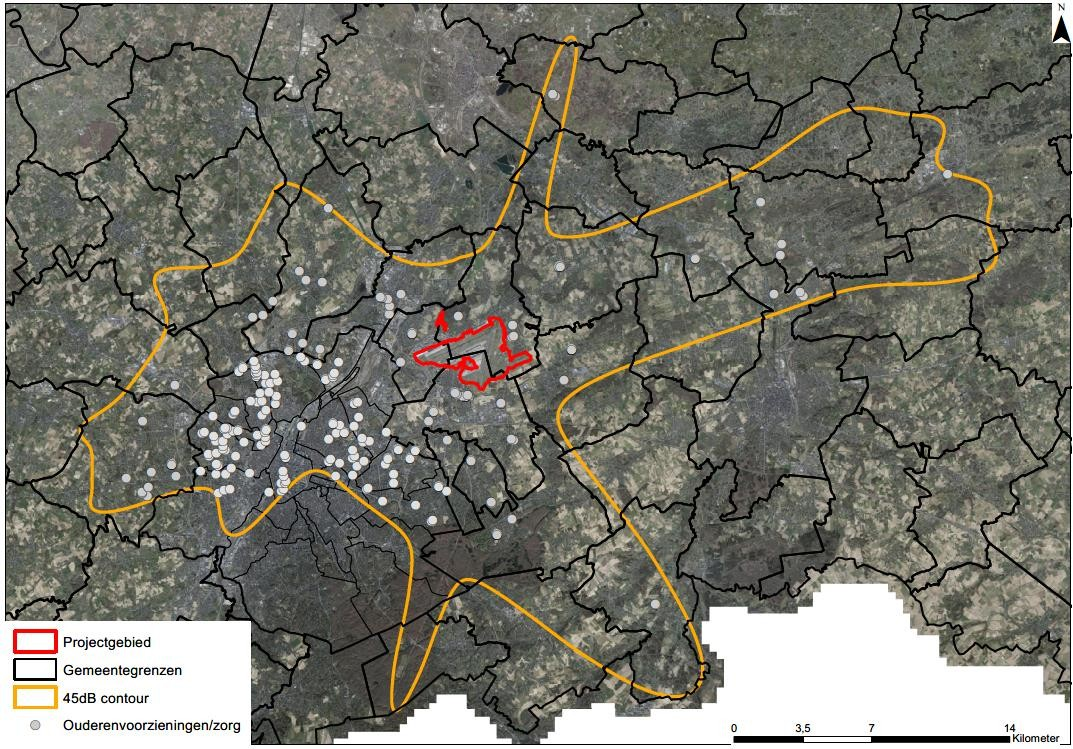 N
Projectgebied
Gemeentegrenzen
45dB contour
Ouderenvoorzieningen/zorg
0 3,5 7 14
Kilometer